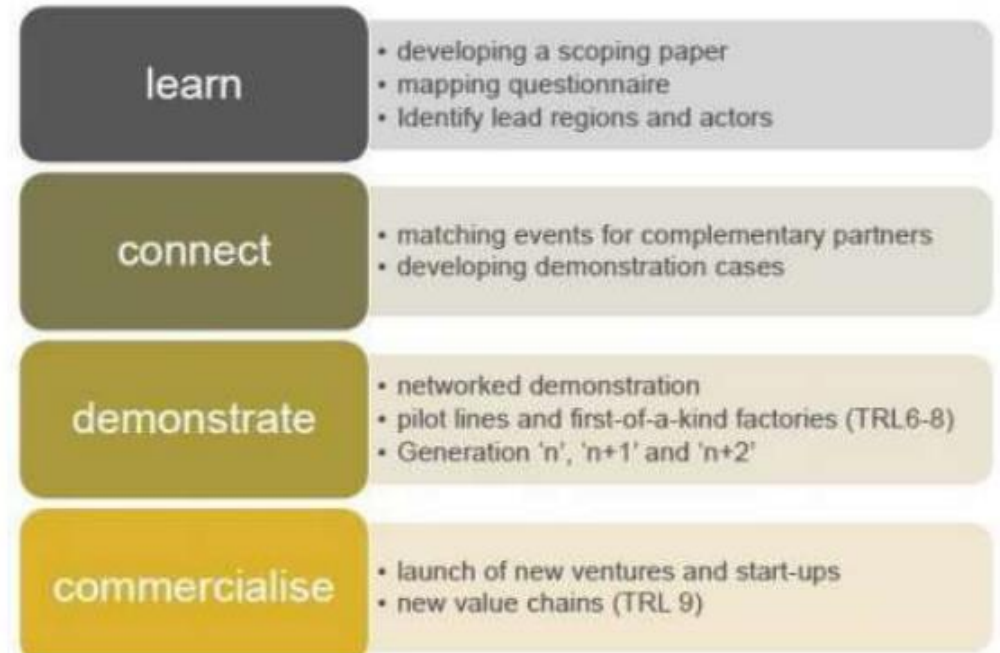 learn
• developing a scoping paper
• mapping questionnaire
• Identify lead regions and actors
connect
• matching events for complementary partners
• developing demonstration cases
demonstrate
• networked demonstration
• pilot lines and first-of-a-kind factories (TRL6-8)
• Generation 'n', 'n+1' and 'n+2'
commercialise
• launch of new ventures and start-ups
• new value chains (TRL 9)